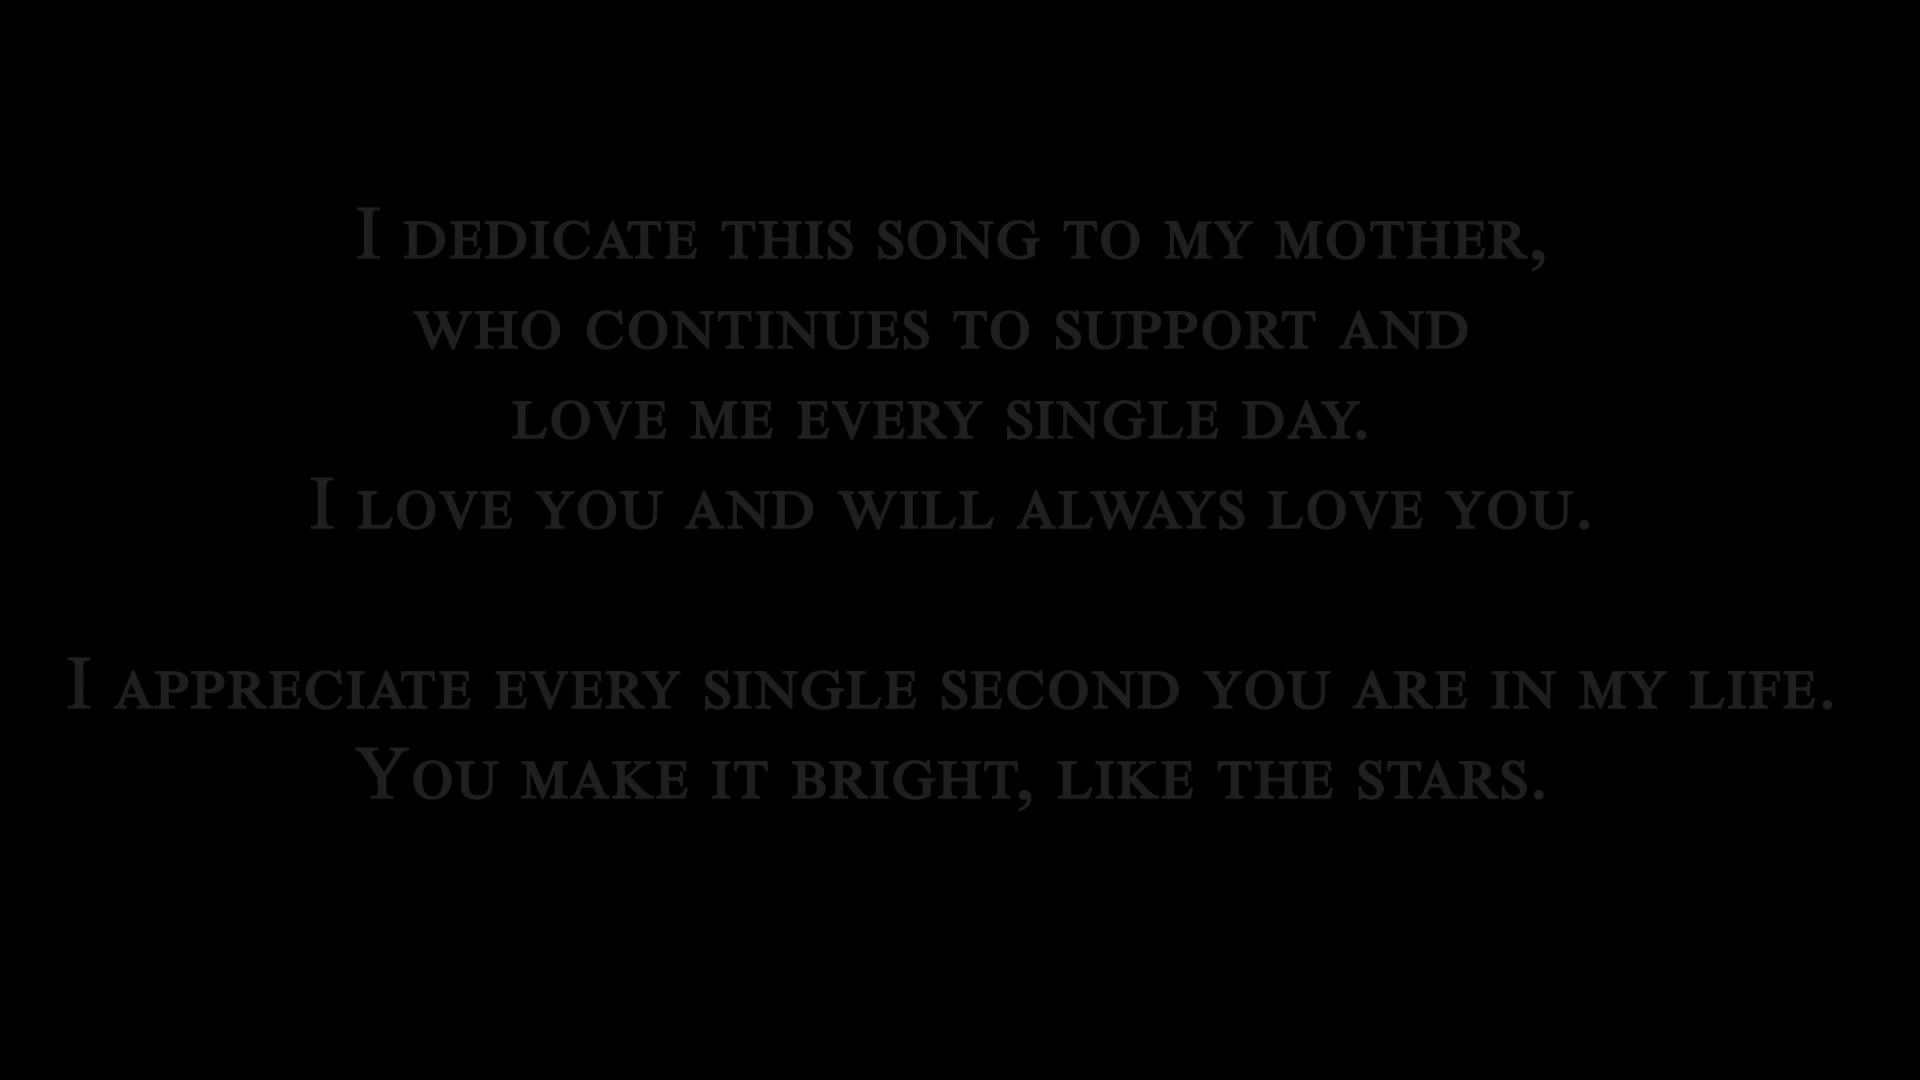 I dedicate this song to my mother,
who continues to support and
love me every single day.
I love you and will always love you.
I appreciate every single second you are in my life.
You make it bright, like the stars.